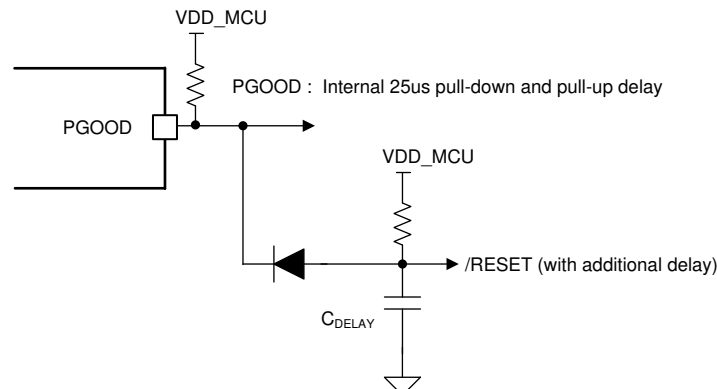 VDD_MCU
PGOOD : Internal 25us pull-down and pull-up delay
PGOOD
VDD_MCU
/RESET (with additional delay)
CDELAY